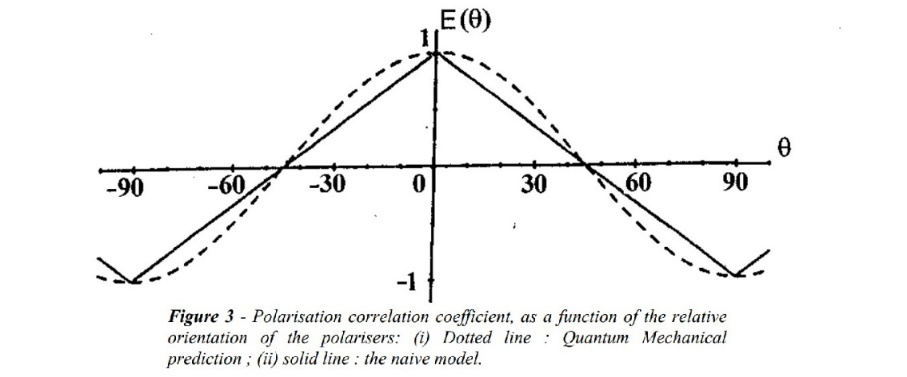 E(θ)
1
θ
-90 -60 -30 0 30 60 90
-1
Figure 3 - Polarisation correlation coefficient, as a function of the relative
orientation of the polarisers: (i) Dotted line : Quantum Mechanical
prediction ; (ii) solid line : the naive model.